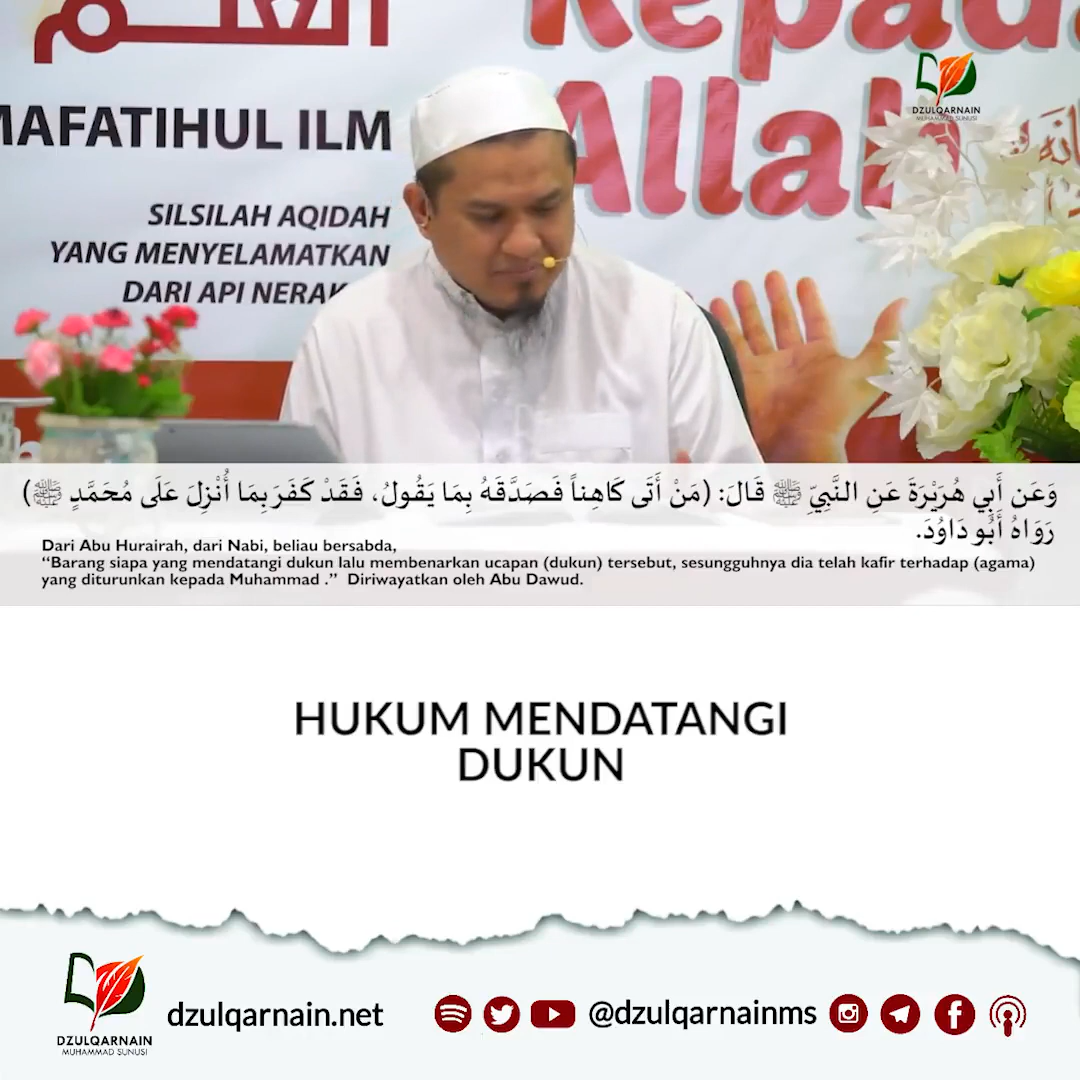 العلم
Kepada
Allah
MAFATIHUL ILM
DZULQARNAIN
MUHAMMAD SUNUSI
SILSILAH AQIDAH
YANG MENYELAMATKAN
DARI API NERAK
وَعَن أَبِي هُرَيْرَةَ عَنِ النَّبِيِّ ﷺ قَالَ: (مَنْ أَتَى كَاهِناً فَصَدَّقَهُ بِمَا يَقُولُ، فَقَدْ كَفَرَ بِمَا أُنْزِلَ عَلَى مُحَمَّدٍ ﷺ)
رَوَاهُ أَبُو دَاوُدَ.
Dari Abu Hurairah, dari Nabi, beliau bersabda,
“Barang siapa yang mendatangi dukun lalu membenarkan ucapan (dukun) tersebut, sesungguhnya dia telah kafir terhadap (agama)
yang diturunkan kepada Muhammad .” Diriwayatkan oleh Abu Dawud.
HUKUM MENDATANGI
DUKUN
DZULQARNAIN
MUHAMMAD SUNUSI
dzulqarnain.net
@dzulqarnainms